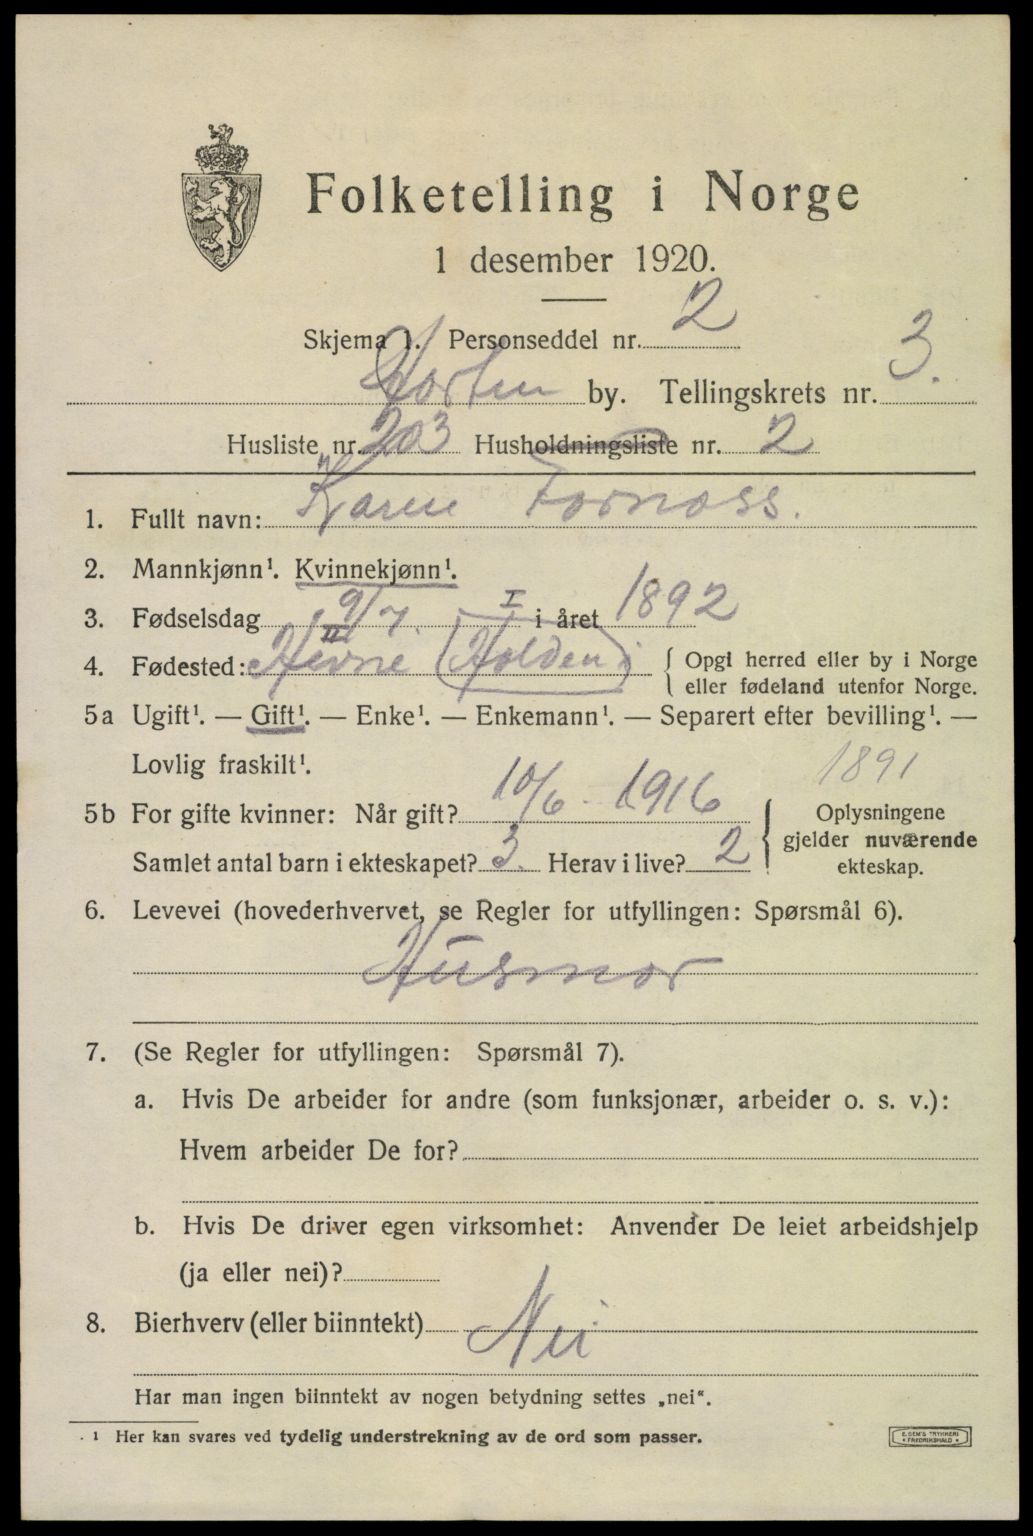 Folketelling i Norge
1 desember 1920.
Skjema 1. Personseddel nr. 2
Horten by. Tellingskrets nr. 3.
Husliste nr. 203 Husholdningsliste nr. 2
1. Fullt navn: Karen Fornæss.
2. Mannkjønn¹. Kvinnekjønn¹.
3. Fødselsdag 9/7. I i året 1892
4. Fødested: II Hevne (Holden) { Opgi herred eller by i Norge
eller fødeland utenfor Norge.
5a Ugift¹. — Gift¹. — Enke¹. — Enkemann¹. — Separert efter bevilling¹. —
Lovlig fraskilt¹. 1891
5b For gifte kvinner: Når gift? 10/6 - 1916 } Oplysningene
gjelder nuværende
Samlet antal barn i ekteskapet? 3. Herav i live? 2 ekteskap.
6. Levevei (hovederhvervet, se Regler for utfyllingen: Spørsmål 6).
Husmor
7. (Se Regler for utfyllingen: Spørsmål 7).
a. Hvis De arbeider for andre (som funksjonær, arbeider o. s. v.):
Hvem arbeider De for?
b. Hvis De driver egen virksomhet: Anvender De leiet arbeidshjelp
(ja eller nei)?
8. Bierhverv (eller biinntekt) Nei
Har man ingen biinntekt av nogen betydning settes „nei“.
¹ Her kan svares ved tydelig understrekning av de ord som passer.
E. SEM'S TRYKKERI
• FREDRIKSHALD •